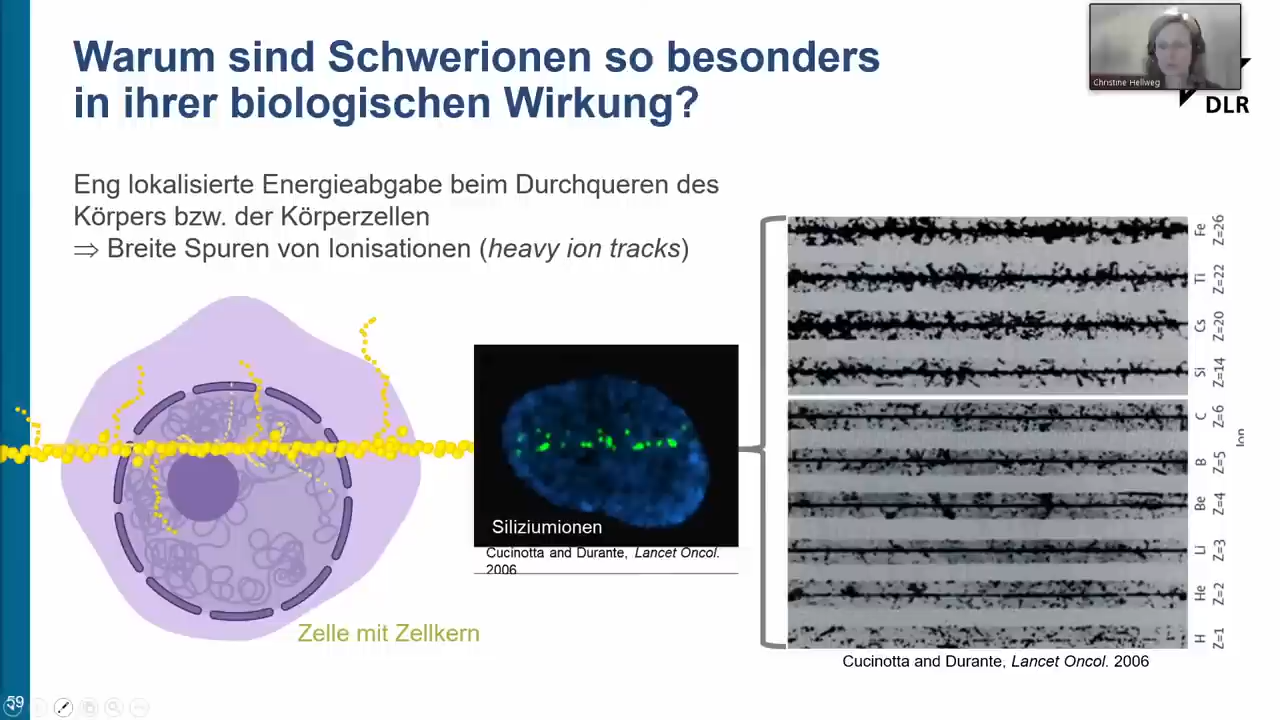 Warum sind Schwerionen so besonders
in ihrer biologischen Wirkung?
Christine Hellweg
DLR
Eng lokalisierte Energieabgabe beim Durchqueren des
Körpers bzw. der Körperzellen
⇒ Breite Spuren von Ionisationen (heavy ion tracks)
Siliziumionen
Cucinotta and Durante, Lancet Oncol.
2006
Zelle mit Zellkern
Fe Z=26
Ti Z=22
Cs Z=20
Si Z=14
C Z=6
B Z=5
Be Z=4
Li Z=3
He Z=2
H Z=1
Ion
Cucinotta and Durante, Lancet Oncol. 2006
59